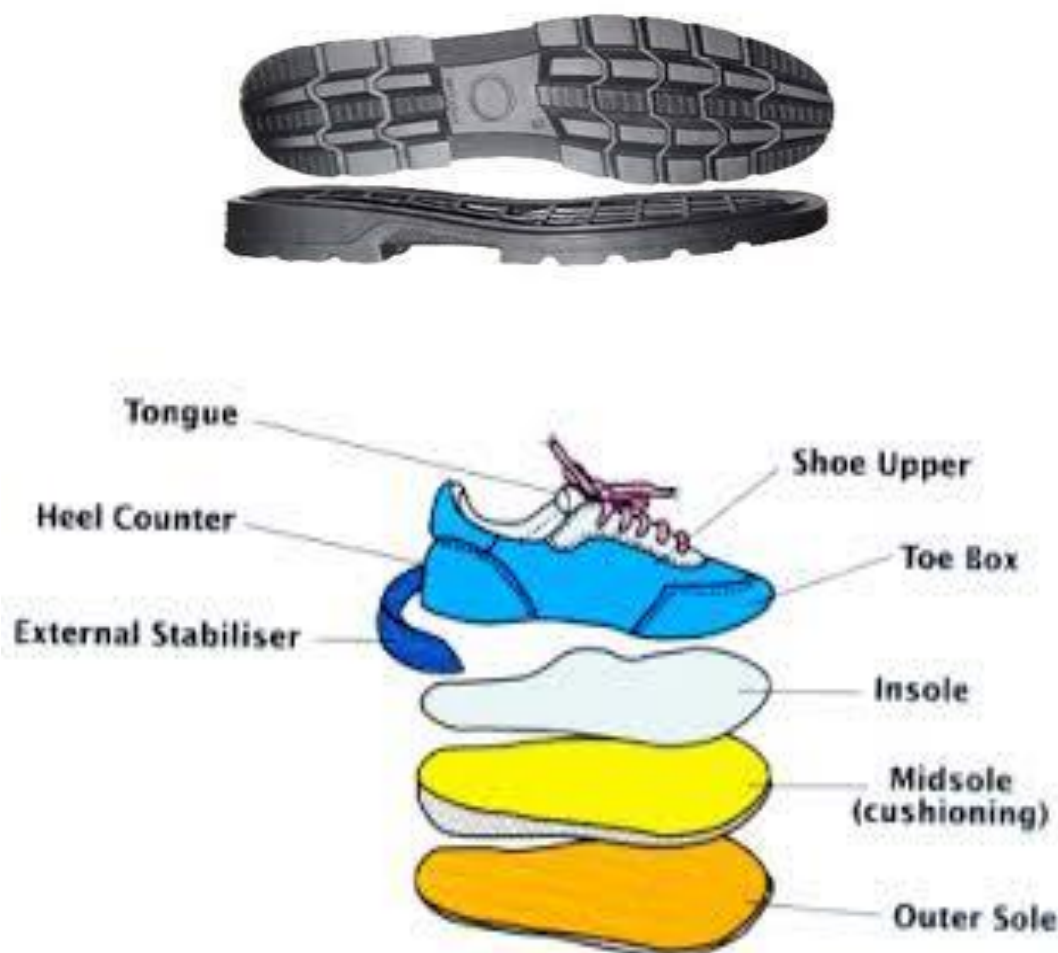 Tongue
Shoe Upper
Heel Counter
Toe Box
External Stabiliser
Insole
Midsole
(cushioning)
Outer Sole